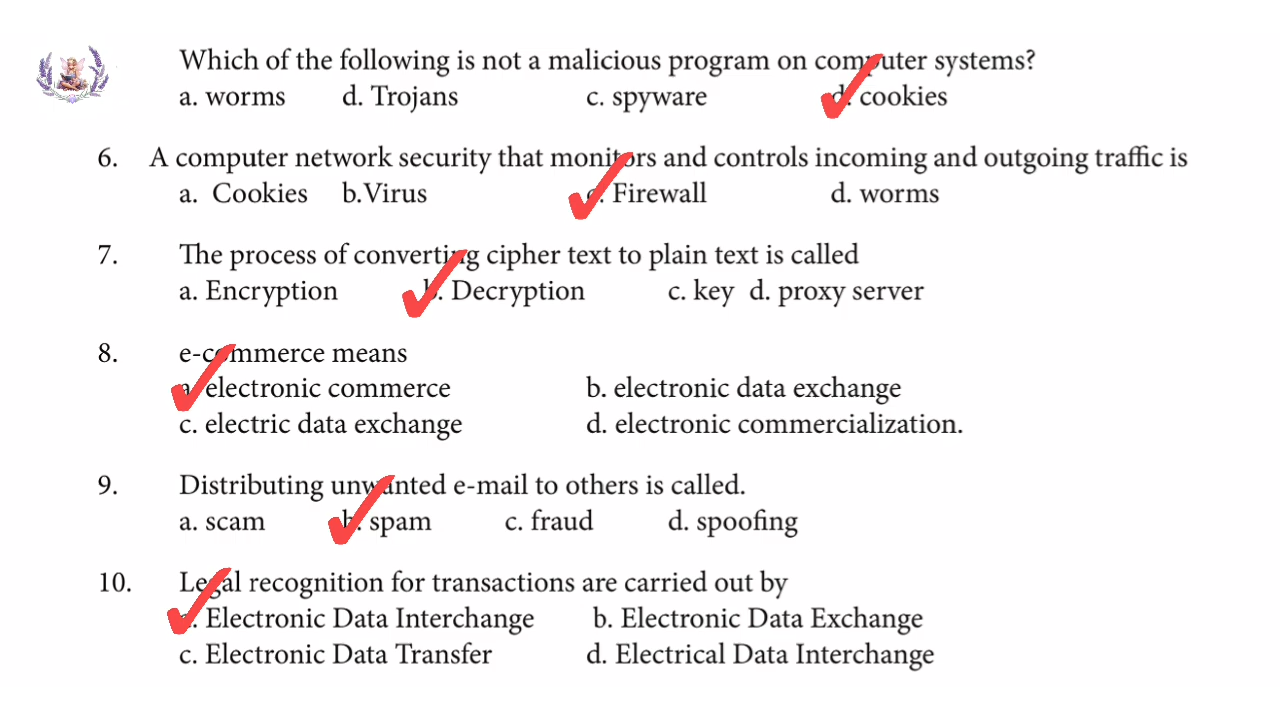 Which of the following is not a malicious program on computer systems?
a. worms d. Trojans c. spyware d. cookies
6. A computer network security that monitors and controls incoming and outgoing traffic is
a. Cookies b.Virus c. Firewall d. worms
7. The process of converting cipher text to plain text is called
a. Encryption b. Decryption c. key d. proxy server
8. e-commerce means
a. electronic commerce b. electronic data exchange
c. electric data exchange d. electronic commercialization.
9. Distributing unwanted e-mail to others is called.
a. scam b. spam c. fraud d. spoofing
10. Legal recognition for transactions are carried out by
a. Electronic Data Interchange b. Electronic Data Exchange
c. Electronic Data Transfer d. Electrical Data Interchange